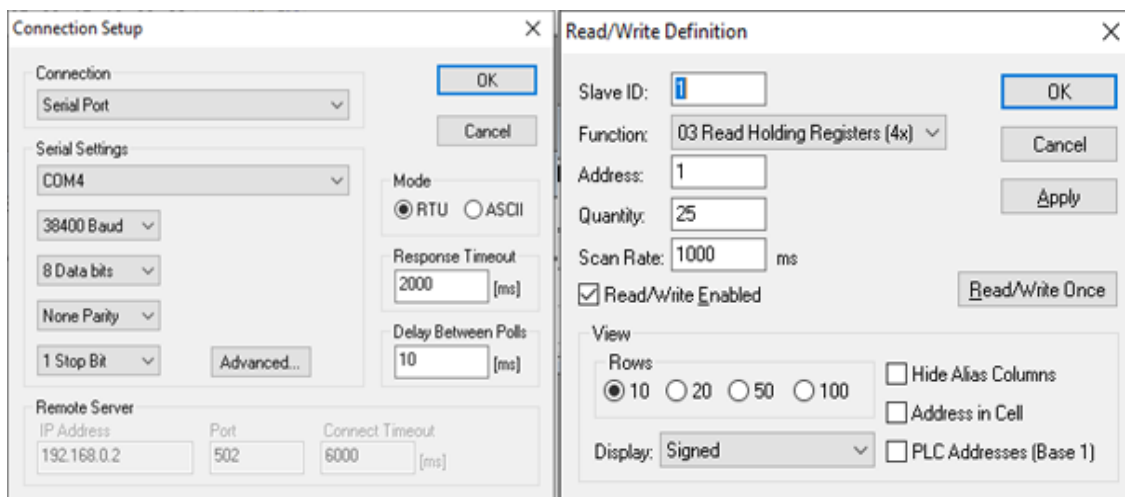 Connection Setup
Connection
Serial Port
OK
Cancel
Serial Settings
COM4
38400 Baud
8 Data bits
None Parity
1 Stop Bit
Advanced...
Mode
RTU ASCII
Response Timeout
2000 [ms]
Delay Between Polls
10 [ms]
Remote Server
IP Address Port Connect Timeout
192.168.0.2 502 6000 [ms]
Read/Write Definition
Slave ID: 1
OK
Function: 03 Read Holding Registers (4x)
Cancel
Address: 1
Apply
Quantity: 25
Scan Rate: 1000 ms
Read/Write Enabled
Read/Write Once
View
Rows
10 20 50 100
Hide Alias Columns
Address in Cell
Display: Signed
PLC Addresses (Base 1)